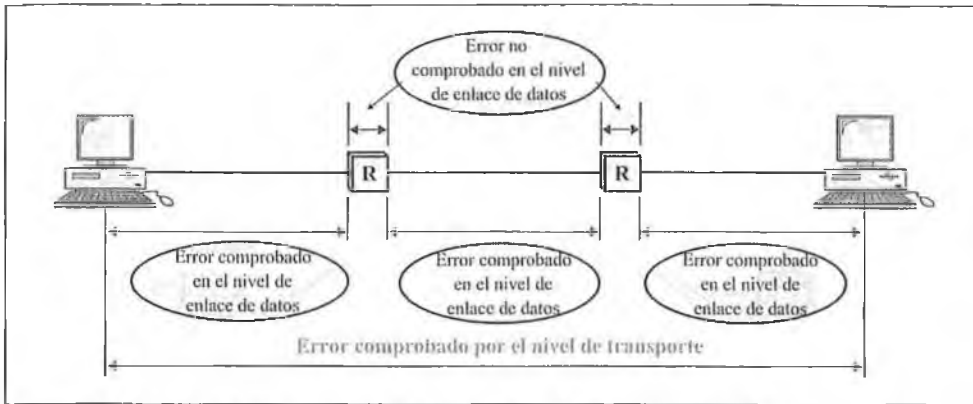 Error no
comprobado en el nivel
de enlace de datos
R
R
Error comprobado
en el nivel de
enlace de datos
Error comprobado
en el nivel de
enlace de datos
Error comprobado
en el nivel de
enlace de datos
Error comprobado por el nivel de transporte